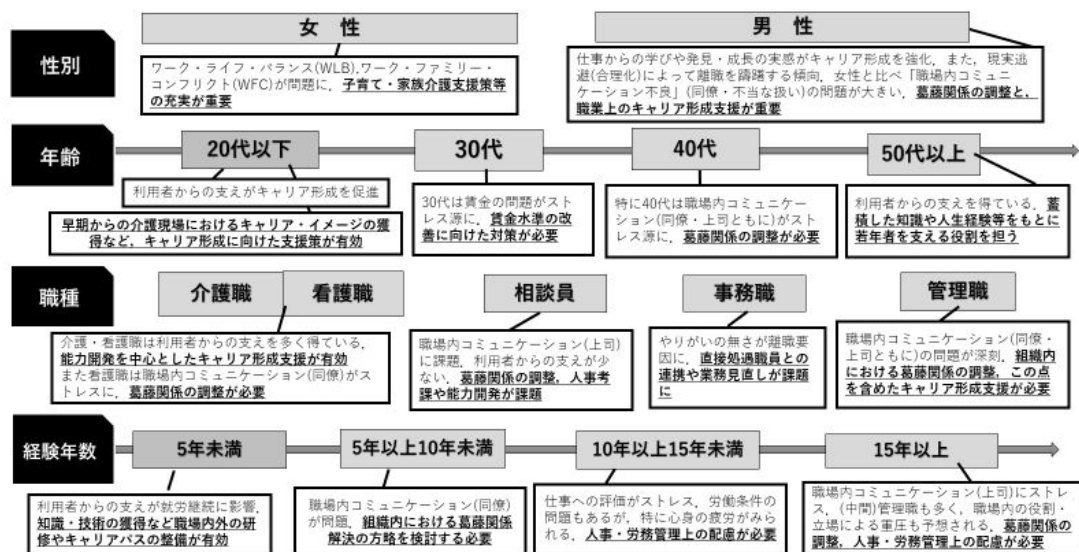 女 性
男 性
性別
ワーク・ライフ・バランス(WLB),ワーク・ファミリー・
コンフリクト(WFC)が問題に．子育て・家族介護支援策等
の充実が重要
仕事からの学びや発見・成長の実感がキャリア形成を強化．また，現実逃
避(合理化)によって離職を躊躇する傾向．女性と比べ「職場内コミュニ
ケーション不良」(同僚・不当な扱い)の問題が大きい．葛藤関係の調整と，
職業上のキャリア形成支援が重要
年齢
20代以下
30代
40代
50代以上
利用者からの支えがキャリア形成を促進
早期からの介護現場におけるキャリア・イメージの獲
得など，キャリア形成に向けた支援策が有効
30代は賃金の問題がスト
レス源に．賃金水準の改
善に向けた対策が必要
特に40代は職場内コミュニケー
ション(同僚・上司ともに)がスト
レス源に．葛藤関係の調整が必要
利用者からの支えを得ている．蓄
積した知識や人生経験等をもとに
若年者を支える役割を担う
職種
介護職
看護職
相談員
事務職
管理職
介護・看護職は利用者からの支えを多く得ている．
能力開発を中心としたキャリア形成支援が有効
また看護職は職場内コミュニケーション(同僚)がス
トレスに．葛藤関係の調整が必要
職場内コミュニケーション(上司)
に課題．利用者からの支えが少
ない．葛藤関係の調整，人事考
課や能力開発が課題
やりがいの無さが離職要
因に．直接処遇職員との
連携や業務見直しが課題
に
職場内コミュニケーション(同僚・
上司ともに)の問題が深刻．組織内
における葛藤関係の調整，この点
を含めたキャリア形成支援が必要
経験年数
5年未満
5年以上10年未満
10年以上15年未満
15年以上
利用者からの支えが就労継続に影響．
知識・技術の獲得など職場内外の研
修やキャリアパスの整備が有効
職場内コミュニケーション(同僚)
が問題．組織内における葛藤関係
解決の方略を検討する必要
仕事への評価がストレス．労働条件の
問題もあるが，特に心身の疲労がみら
れる．人事・労務管理上の配慮が必要
職場内コミュニケーション(上司)にストレ
ス．(中間)管理職も多く，職場内の役割・
立場による重圧も予想される．葛藤関係の
調整，人事・労務管理上の配慮が必要